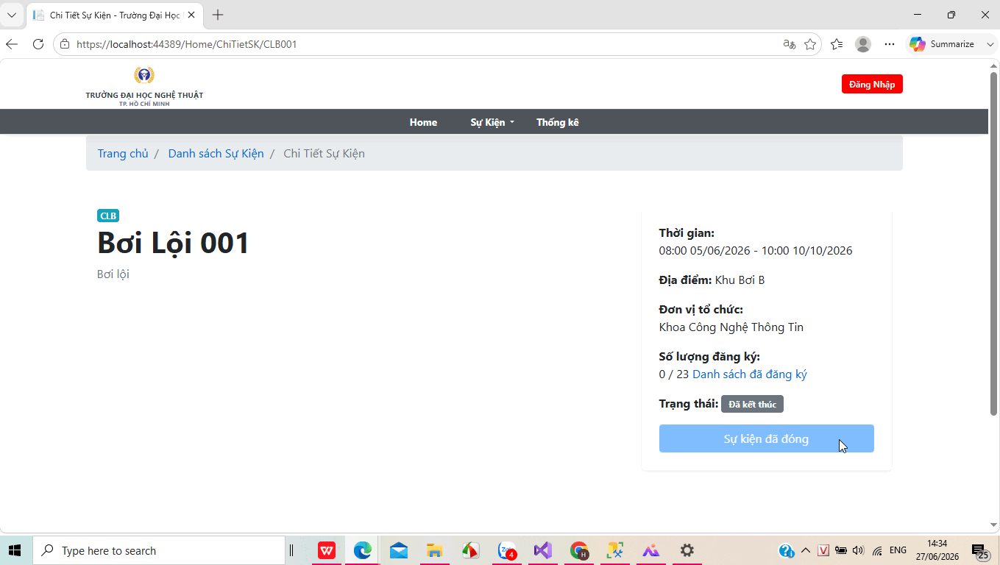 Chi Tiết Sự Kiện - Trường Đại Học
https://localhost:44389/Home/ChiTietSK/CLB001
Summarize
TRƯỜNG ĐẠI HỌC NGHỆ THUẬT
TP. HỒ CHÍ MINH
Đăng Nhập
Home Sự Kiện Thống kê
Trang chủ / Danh sách Sự Kiện / Chi Tiết Sự Kiện
CLB
Bơi Lội 001
Bơi lội
Thời gian:
08:00 05/06/2026 - 10:00 10/10/2026
Địa điểm: Khu Bơi B
Đơn vị tổ chức:
Khoa Công Nghệ Thông Tin
Số lượng đăng ký:
0 / 23 Danh sách đã đăng ký
Trạng thái: Đã kết thúc
Sự kiện đã đóng
Type here to search
4
H
V
ENG
14:34
27/06/2026
25